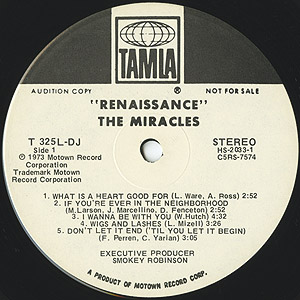 TAMLA
®
AUDITION COPY
NOT FOR SALE
"RENAISSANCE"
THE MIRACLES
T 325L-DJ
Side 1
℗ 1973 Motown Record
Corporation
Trademark Motown
Record Corporation
STEREO
HS-2033-1
C5RS-7574
1. WHAT IS A HEART GOOD FOR (L. Ware, A. Ross) 2:52
2. IF YOU'RE EVER IN THE NEIGHBORHOOD
(M.Larson, J. Marcellino, D. Fenceton) 2:52
3. I WANNA BE WITH YOU (W.Hutch) 4:32
4. WIGS AND LASHES (L. Mizell) 2:57
5. DON'T LET IT END ('TIL YOU LET IT BEGIN)
(F. Perren, C. Yarian) 3:05
EXECUTIVE PRODUCER
SMOKEY ROBINSON
A PRODUCT OF MOTOWN RECORD CORP.